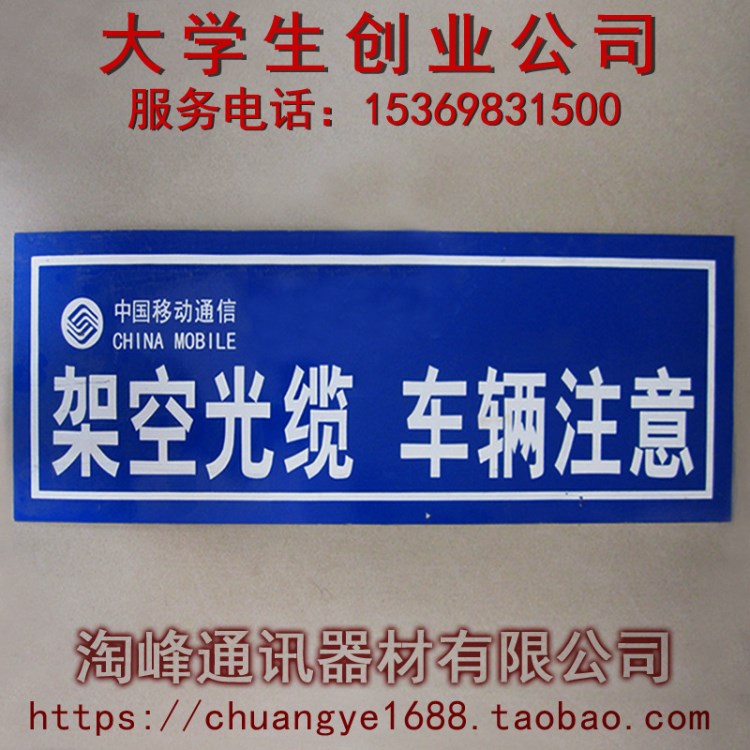 大学生创业公司
服务电话：15369831500
中国移动通信
CHINA MOBILE
架空光缆 车辆注意
淘峰通讯器材有限公司
https://chuangye1688.taobao.com